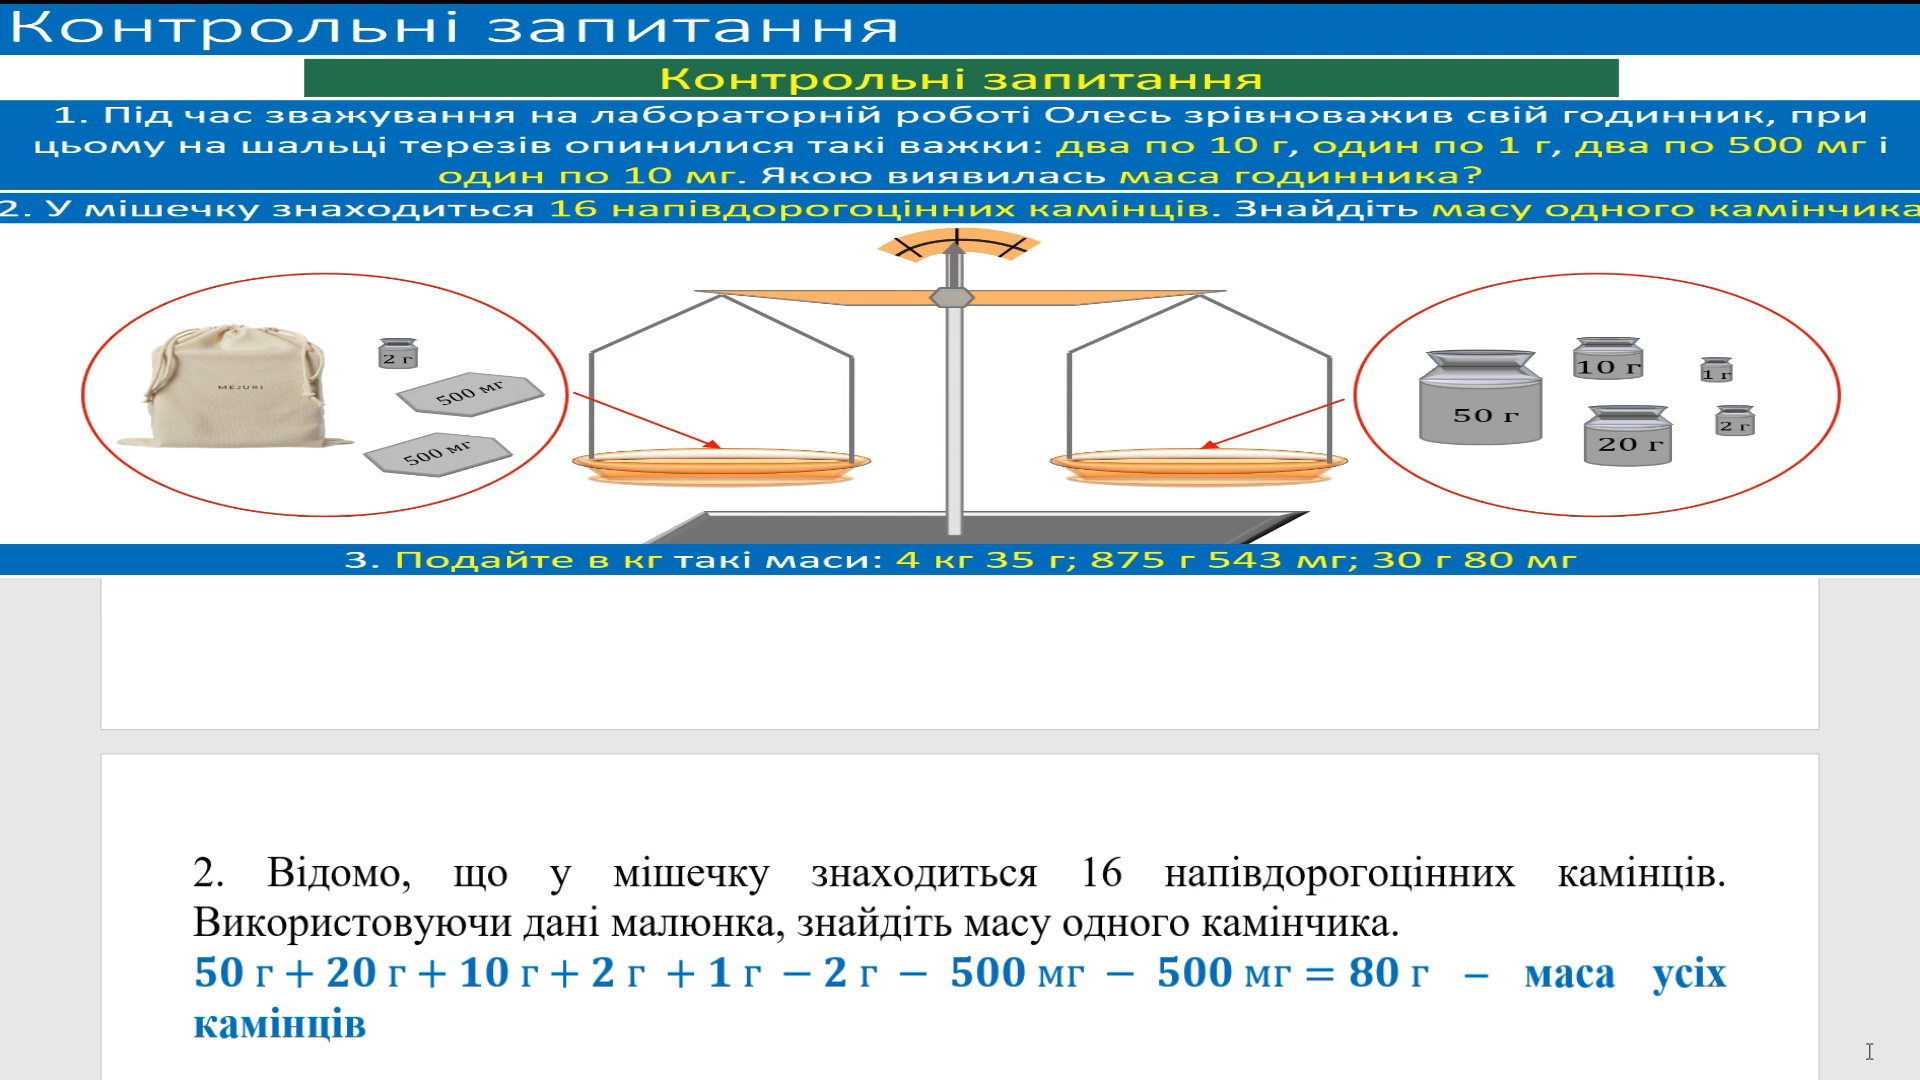 Контрольні запитання
Контрольні запитання
1. Під час зважування на лабораторній роботі Олесь зрівноважив свій годинник, при
цьому на шальці терезів опинилися такі важки: два по 10 г, один по 1 г, два по 500 мг і
один по 10 мг. Якою виявилась маса годинника?
2. У мішечку знаходиться 16 напівдорогоцінних камінців. Знайдіть масу одного камінчика
MEJURI
2 г
500 мг
500 мг
50 г
10 г
1 г
20 г
2 г
3. Подайте в кг такі маси: 4 кг 35 г; 875 г 543 мг; 30 г 80 мг
2. Відомо, що у мішечку знаходиться 16 напівдорогоцінних камінців.
Використовуючи дані малюнка, знайдіть масу одного камінчика.
50 г + 20 г + 10 г + 2 г + 1 г − 2 г − 500 мг − 500 мг = 80 г – маса усіх
камінців